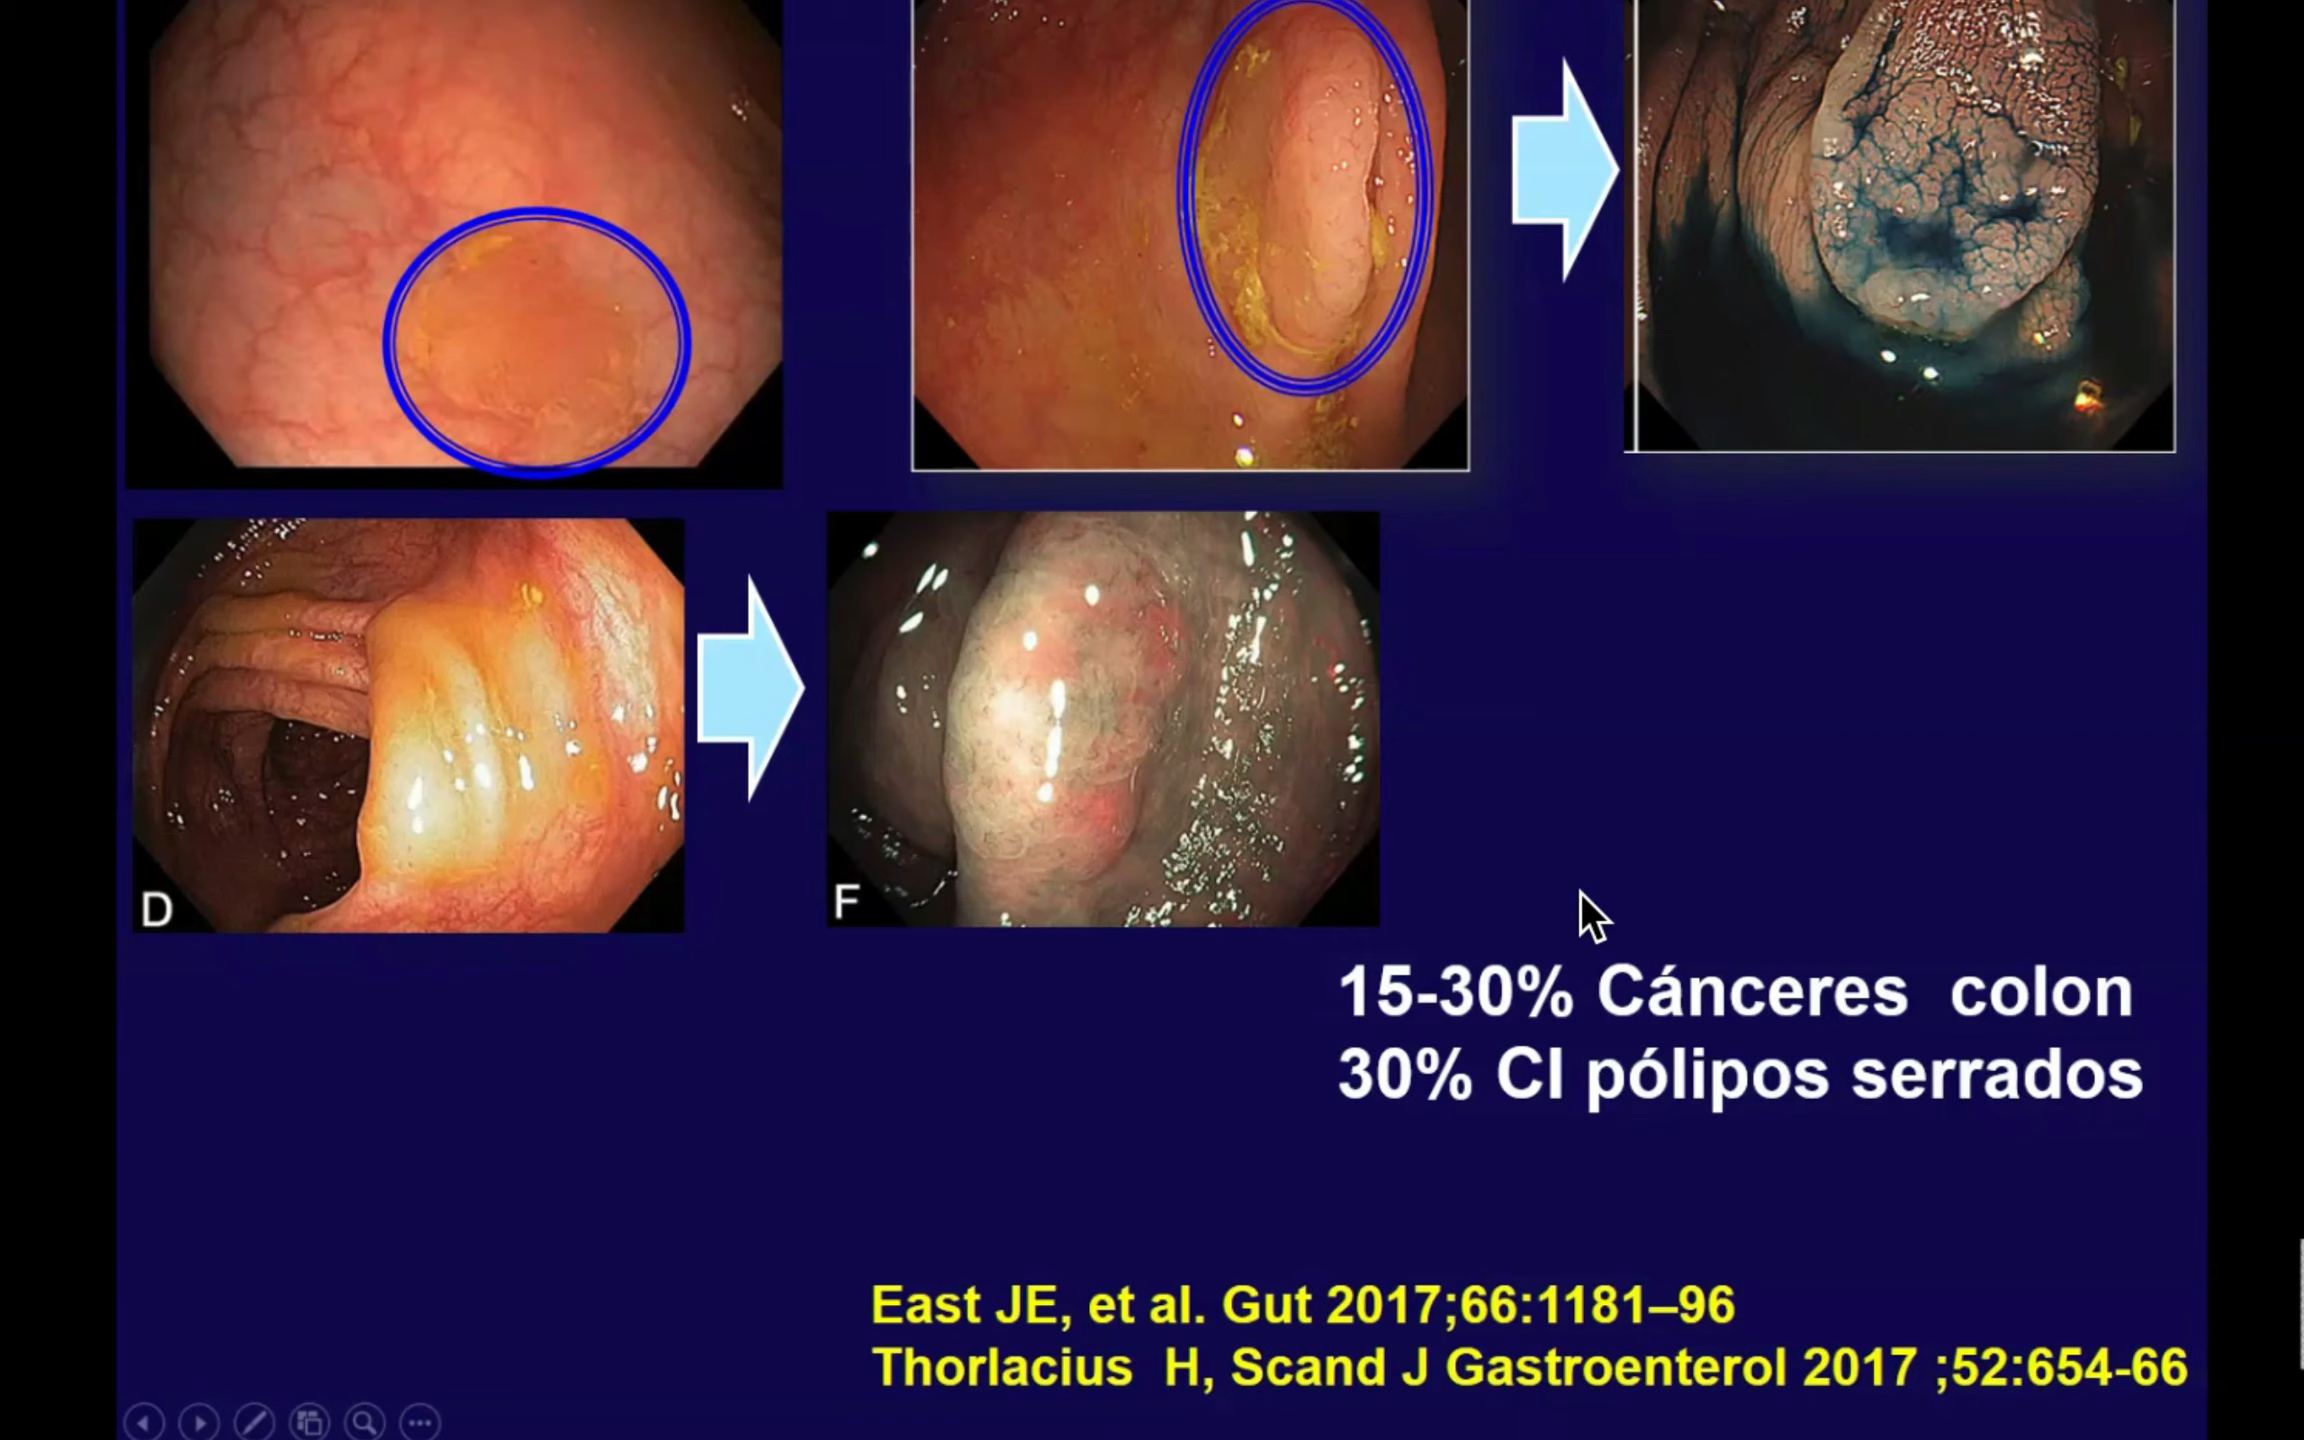 D
F
15-30% Cánceres colon
30% CI pólipos serrados
East JE, et al. Gut 2017;66:1181–96
Thorlacius H, Scand J Gastroenterol 2017 ;52:654-66